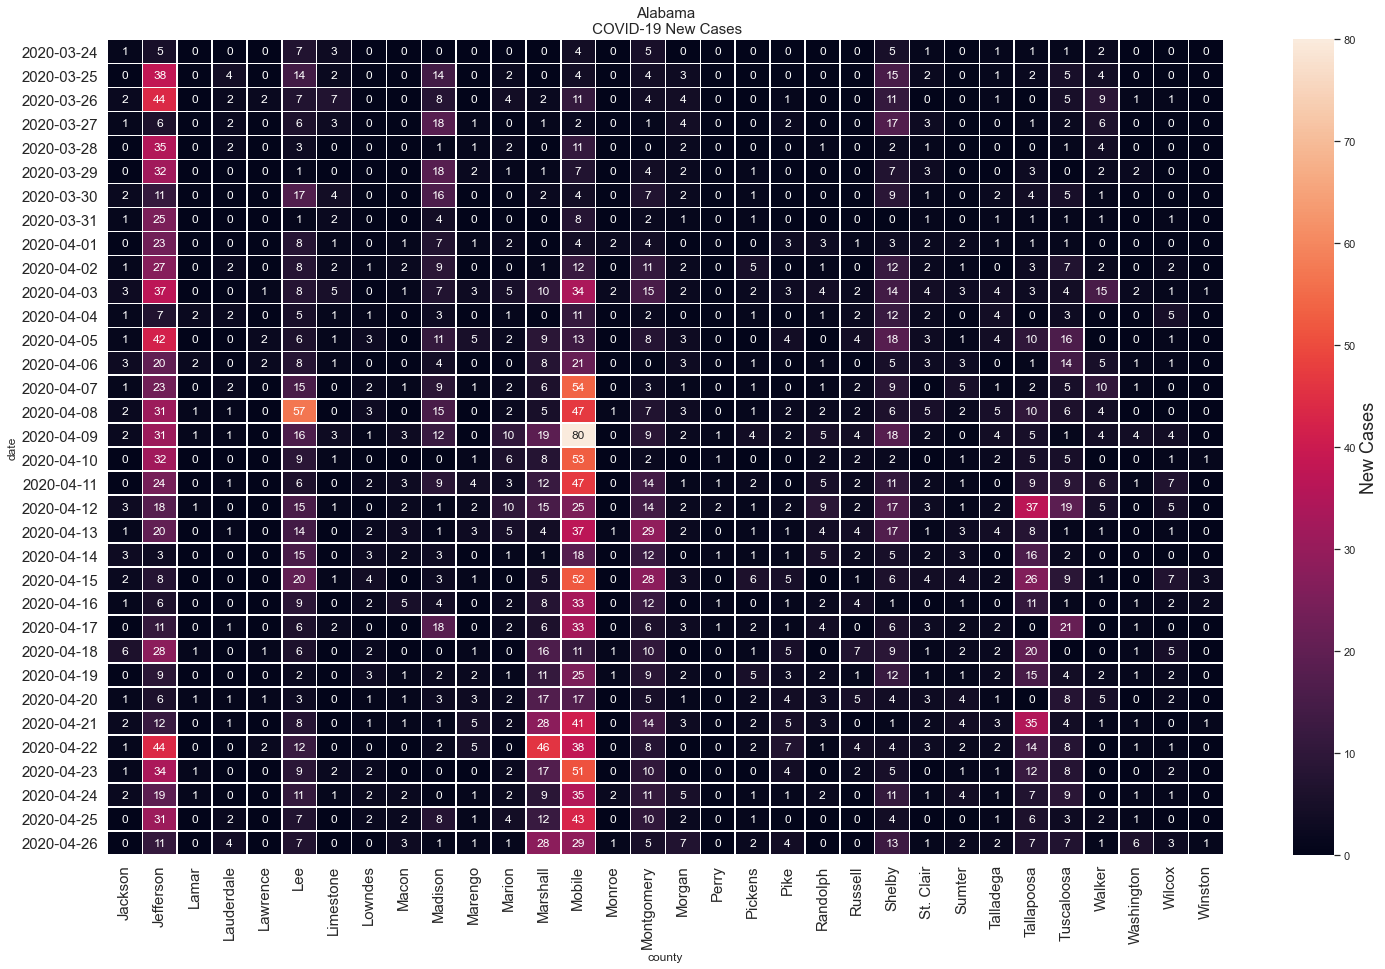 Alabama
COVID-19 New Cases
2020-03-24 1 5 0 0 0 7 3 0 0 0 0 0 0 4 0 5 0 0 0 0 0 0 5 1 0 1 1 1 2 0 0 0
2020-03-25 0 38 0 4 0 14 2 0 0 14 0 2 0 4 0 4 3 0 0 0 0 0 15 2 0 1 2 5 4 0 0 0
2020-03-26 2 44 0 2 2 7 7 0 0 8 0 4 2 11 0 4 4 0 0 1 0 0 11 0 0 1 0 5 9 1 1 0
2020-03-27 1 6 0 2 0 6 3 0 0 18 1 0 1 2 0 1 4 0 0 2 0 0 17 3 0 0 1 2 6 0 0 0
2020-03-28 0 35 0 2 0 3 0 0 0 1 1 2 0 11 0 0 2 0 0 0 1 0 2 1 0 0 0 1 4 0 0 0
2020-03-29 0 32 0 0 0 1 0 0 0 18 2 1 1 7 0 4 2 0 1 0 0 0 7 3 0 0 3 0 2 2 0 0
2020-03-30 2 11 0 0 0 17 4 0 0 16 0 0 2 4 0 7 2 0 1 0 0 0 9 1 0 2 4 5 1 0 0 0
2020-03-31 1 25 0 0 0 1 2 0 0 4 0 0 0 8 0 2 1 0 1 0 0 0 0 1 0 1 1 1 1 0 1 0
2020-04-01 0 23 0 0 0 8 1 0 1 7 1 2 0 4 2 4 0 0 0 3 3 1 3 2 2 1 1 1 0 0 0 0
2020-04-02 1 27 0 2 0 8 2 1 2 9 0 0 1 12 0 11 2 0 5 0 1 0 12 2 1 0 3 7 2 0 2 0
2020-04-03 3 37 0 0 1 8 5 0 1 7 3 5 10 34 2 15 2 0 2 3 4 2 14 4 3 4 3 4 15 2 1 1
2020-04-04 1 7 2 2 0 5 1 1 0 3 0 1 0 11 0 2 0 0 1 0 1 2 12 2 0 4 0 3 0 0 5 0
2020-04-05 1 42 0 0 2 6 1 3 0 11 5 2 9 13 0 8 3 0 0 4 0 4 18 3 1 4 10 16 0 0 1 0
2020-04-06 3 20 2 0 2 8 1 0 0 4 0 0 8 21 0 0 3 0 1 0 1 0 5 3 3 0 1 14 5 1 1 0
2020-04-07 1 23 0 2 0 15 0 2 1 9 1 2 6 54 0 3 1 0 1 0 1 2 9 0 5 1 2 5 10 1 0 0
2020-04-08 2 31 1 1 0 57 0 3 0 15 0 2 5 47 1 7 3 0 1 2 2 2 6 5 2 5 10 6 4 0 0 0
2020-04-09 2 31 1 1 0 16 3 1 3 12 0 10 19 80 0 9 2 1 4 2 5 4 18 2 0 4 5 1 4 4 4 0
2020-04-10 0 32 0 0 0 9 1 0 0 0 1 6 8 53 0 2 0 1 0 0 2 2 2 0 1 2 5 5 0 0 1 1
2020-04-11 0 24 0 1 0 6 0 2 3 9 4 3 12 47 0 14 1 1 2 0 5 2 11 2 1 0 9 9 6 1 7 0
2020-04-12 3 18 1 0 0 15 1 0 2 1 2 10 15 25 0 14 2 2 1 2 9 2 17 3 1 2 37 19 5 0 5 0
2020-04-13 1 20 0 1 0 14 0 2 3 1 3 5 4 37 1 29 2 0 1 1 4 4 17 1 3 4 8 1 1 0 1 0
2020-04-14 3 3 0 0 0 15 0 3 2 3 0 1 1 18 0 12 0 1 1 1 5 2 5 2 3 0 16 2 0 0 0 0
2020-04-15 2 8 0 0 0 20 1 4 0 3 1 0 5 52 0 28 3 0 6 5 0 1 6 4 4 2 26 9 1 0 7 3
2020-04-16 1 6 0 0 0 9 0 2 5 4 0 2 8 33 0 12 0 1 0 1 2 4 1 0 1 0 11 1 0 1 2 2
2020-04-17 0 11 0 1 0 6 2 0 0 18 0 2 6 33 0 6 3 1 2 1 4 0 6 3 2 2 0 21 0 1 0 0
2020-04-18 6 28 1 0 1 6 0 2 0 0 1 0 16 11 1 10 0 0 1 5 0 7 9 1 2 2 20 0 0 1 5 0
2020-04-19 0 9 0 0 0 2 0 3 1 2 2 1 11 25 1 9 2 0 5 3 2 1 12 1 1 2 15 4 2 1 2 0
2020-04-20 1 6 1 1 1 3 0 1 1 3 3 2 17 17 0 5 1 0 2 4 3 5 4 3 4 1 0 8 5 0 2 0
2020-04-21 2 12 0 1 0 8 0 1 1 1 5 2 28 41 0 14 3 0 2 5 3 0 1 2 4 3 35 4 1 1 0 1
2020-04-22 1 44 0 0 2 12 0 0 0 2 5 0 46 38 0 8 0 0 2 7 1 4 4 3 2 2 14 8 0 1 1 0
2020-04-23 1 34 1 0 0 9 2 2 0 0 0 0 17 51 0 10 0 0 0 4 0 2 5 0 1 1 12 8 0 0 2 0
2020-04-24 2 19 1 0 0 11 1 2 2 0 1 2 9 35 2 11 5 0 1 1 2 0 11 1 4 1 7 9 0 1 1 0
2020-04-25 0 31 0 2 0 7 0 2 2 8 1 4 12 43 0 10 2 0 1 0 0 0 4 0 0 1 6 3 2 1 0 0
2020-04-26 0 11 0 4 0 7 0 0 3 1 1 1 28 29 1 5 7 0 2 4 0 0 13 1 2 2 7 7 1 6 3 1
Jackson Jefferson Lamar Lauderdale Lawrence Lee Limestone Lowndes Macon Madison Marengo Marion Marshall Mobile Monroe Montgomery Morgan Perry Pickens Pike Randolph Russell Shelby St. Clair Sumter Talladega Tallapoosa Tuscaloosa Walker Washington Wilcox Winston
county
date
80
70
60
50
40
30
20
10
0
New Cases